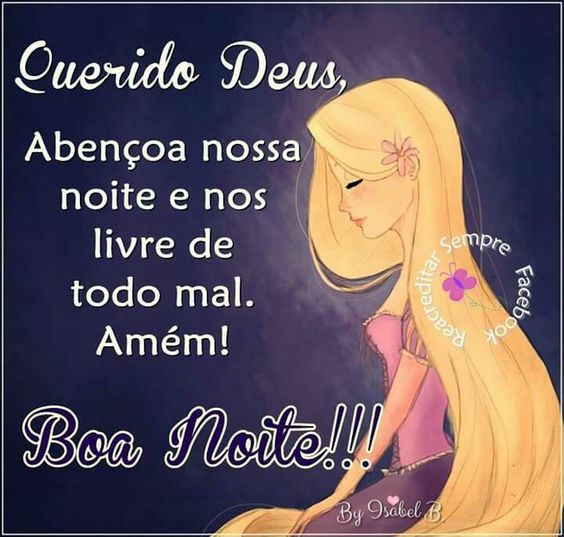 Querido Deus,
Abençoa nossa
noite e nos
livre de
todo mal.
Amém!
Boa Noite!!!
Reacreditar Sempre Facebook
By Isabel B.